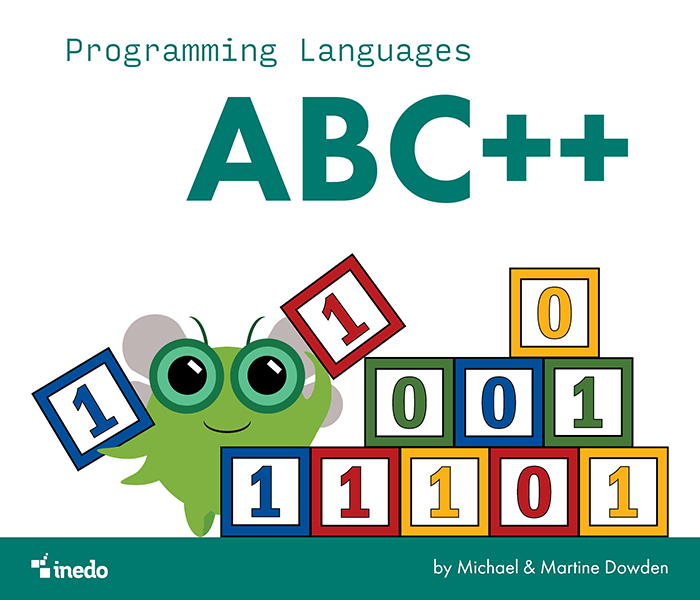 Programming Languages
ABC++
1
1
0
0 0 1
1 1 1 0 1
inedo
by Michael & Martine Dowden